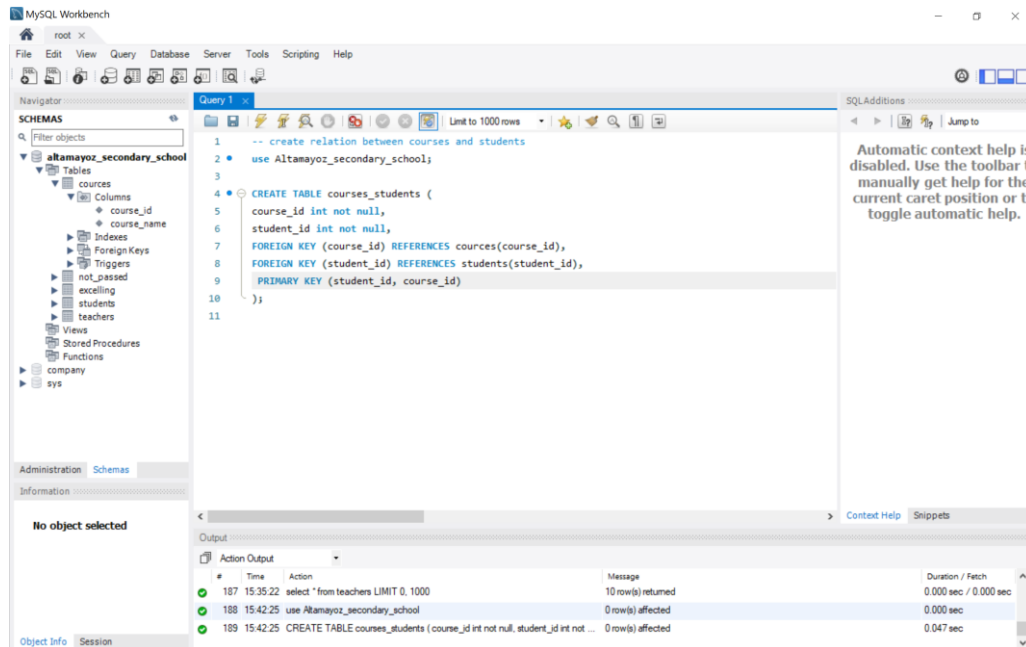 MySQL Workbench
root
File Edit View Query Database Server Tools Scripting Help
Navigator
SCHEMAS
Filter objects
altamayoz_secondary_school
Tables
cources
Columns
course_id
course_name
Indexes
Foreign Keys
Triggers
not_passed
excelling
students
teachers
Views
Stored Procedures
Functions
company
sys
Administration Schemas
Information
No object selected
Object Info Session
Query 1
Limit to 1000 rows
1 -- create relation between courses and students
2 use Altamayoz_secondary_school;
3
4 CREATE TABLE courses_students (
5 course_id int not null,
6 student_id int not null,
7 FOREIGN KEY (course_id) REFERENCES cources(course_id),
8 FOREIGN KEY (student_id) REFERENCES students(student_id),
9 PRIMARY KEY (student_id, course_id)
10 );
11
SQLAdditions
Jump to
Automatic context help is
disabled. Use the toolbar
manually get help for the
current caret position or
toggle automatic help.
Context Help Snippets
Output
Action Output
# Time Action Message Duration / Fetch
187 15:35:22 select * from teachers LIMIT 0, 1000 10 row(s) returned 0.000 sec / 0.000 sec
188 15:42:25 use Altamayoz_secondary_school 0 row(s) affected 0.000 sec
189 15:42:25 CREATE TABLE courses_students ( course_id int not null, student_id int not ... 0 row(s) affected 0.047 sec